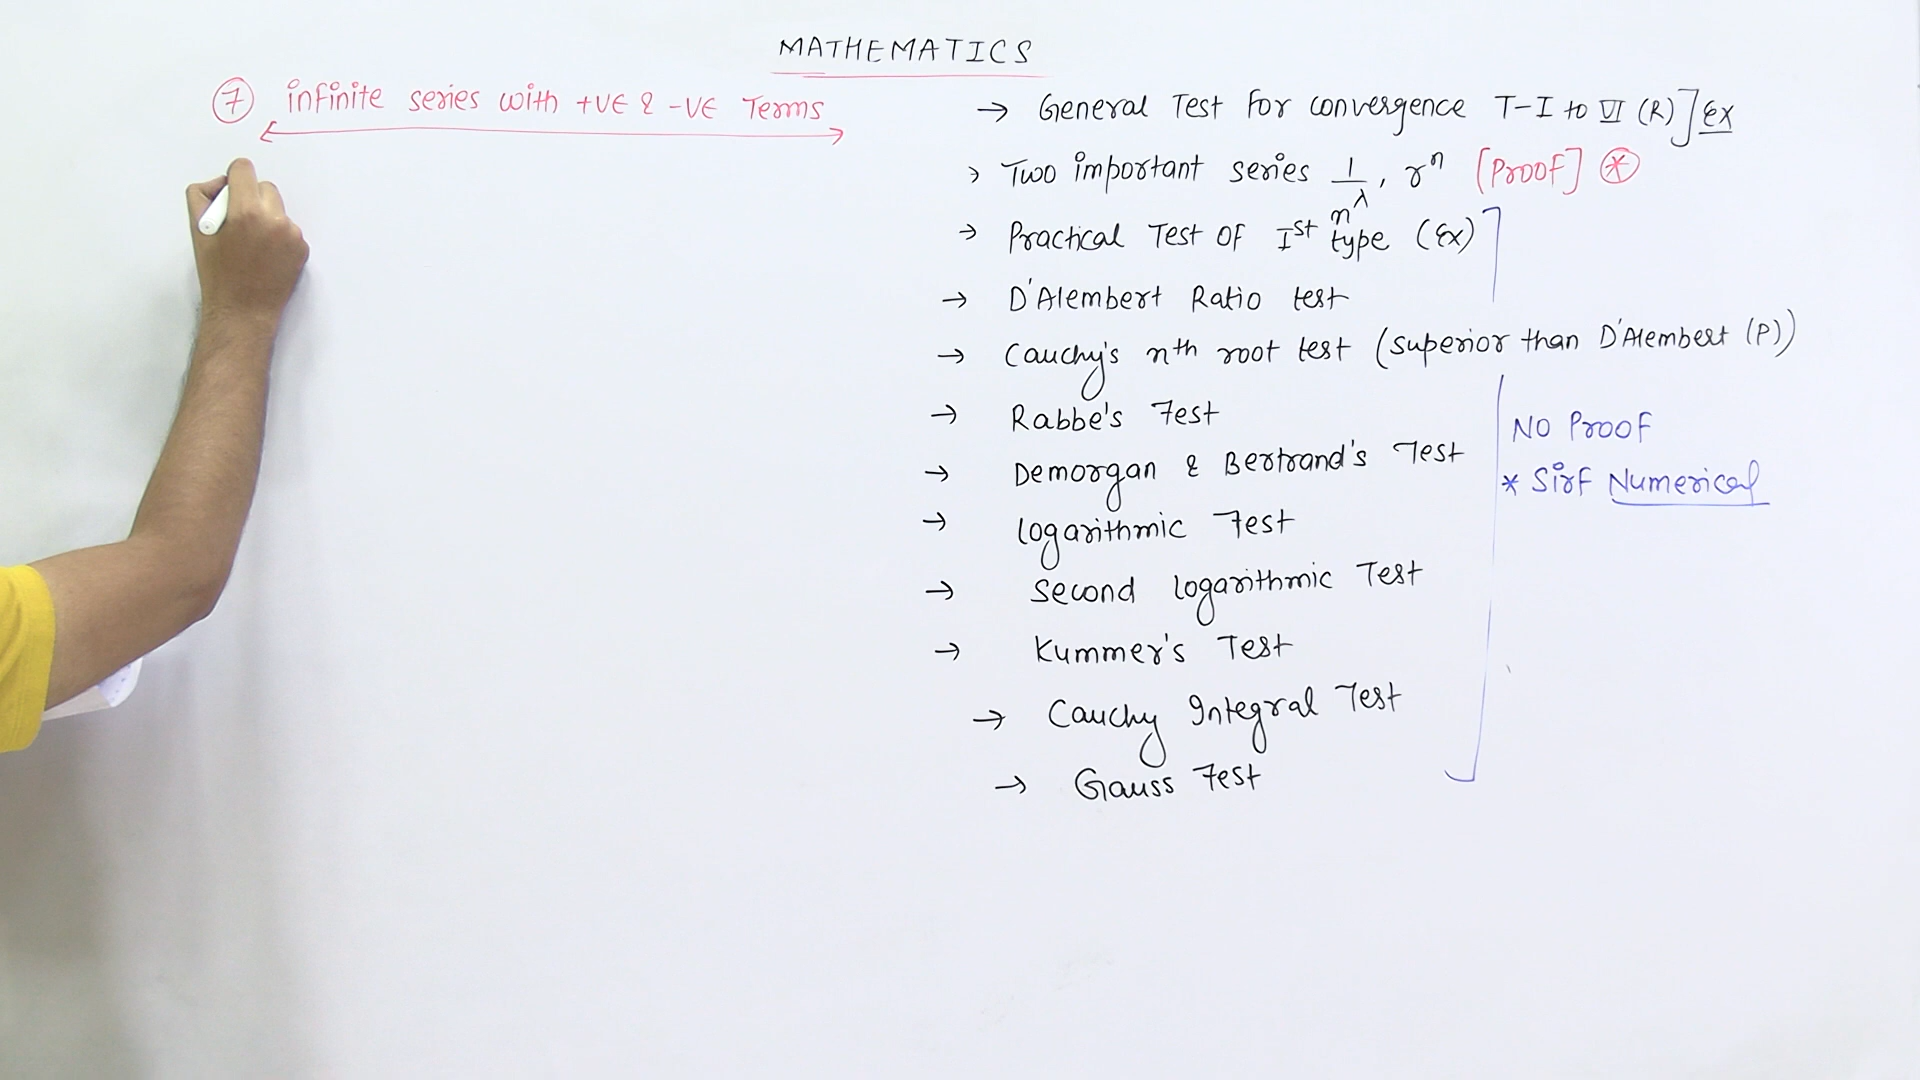 MATHEMATICS
7 infinite series with +VE & -VE Terms
→ General Test for convergence T-I to VI (R)] Ex
→ Two important series 1/n^λ, r^n [Proof] *
→ Practical Test of Ist type (Ex)
→ D'Alembert Ratio test
→ Cauchy's nth root test (superior than D'Alembert (P))
→ Rabbe's Test
→ Demorgan & Bertrand's Test
→ logarithmic Test
→ Second logarithmic Test
→ Kummer's Test
→ Cauchy Integral Test
→ Gauss Test
No Proof
* Sirf Numerical